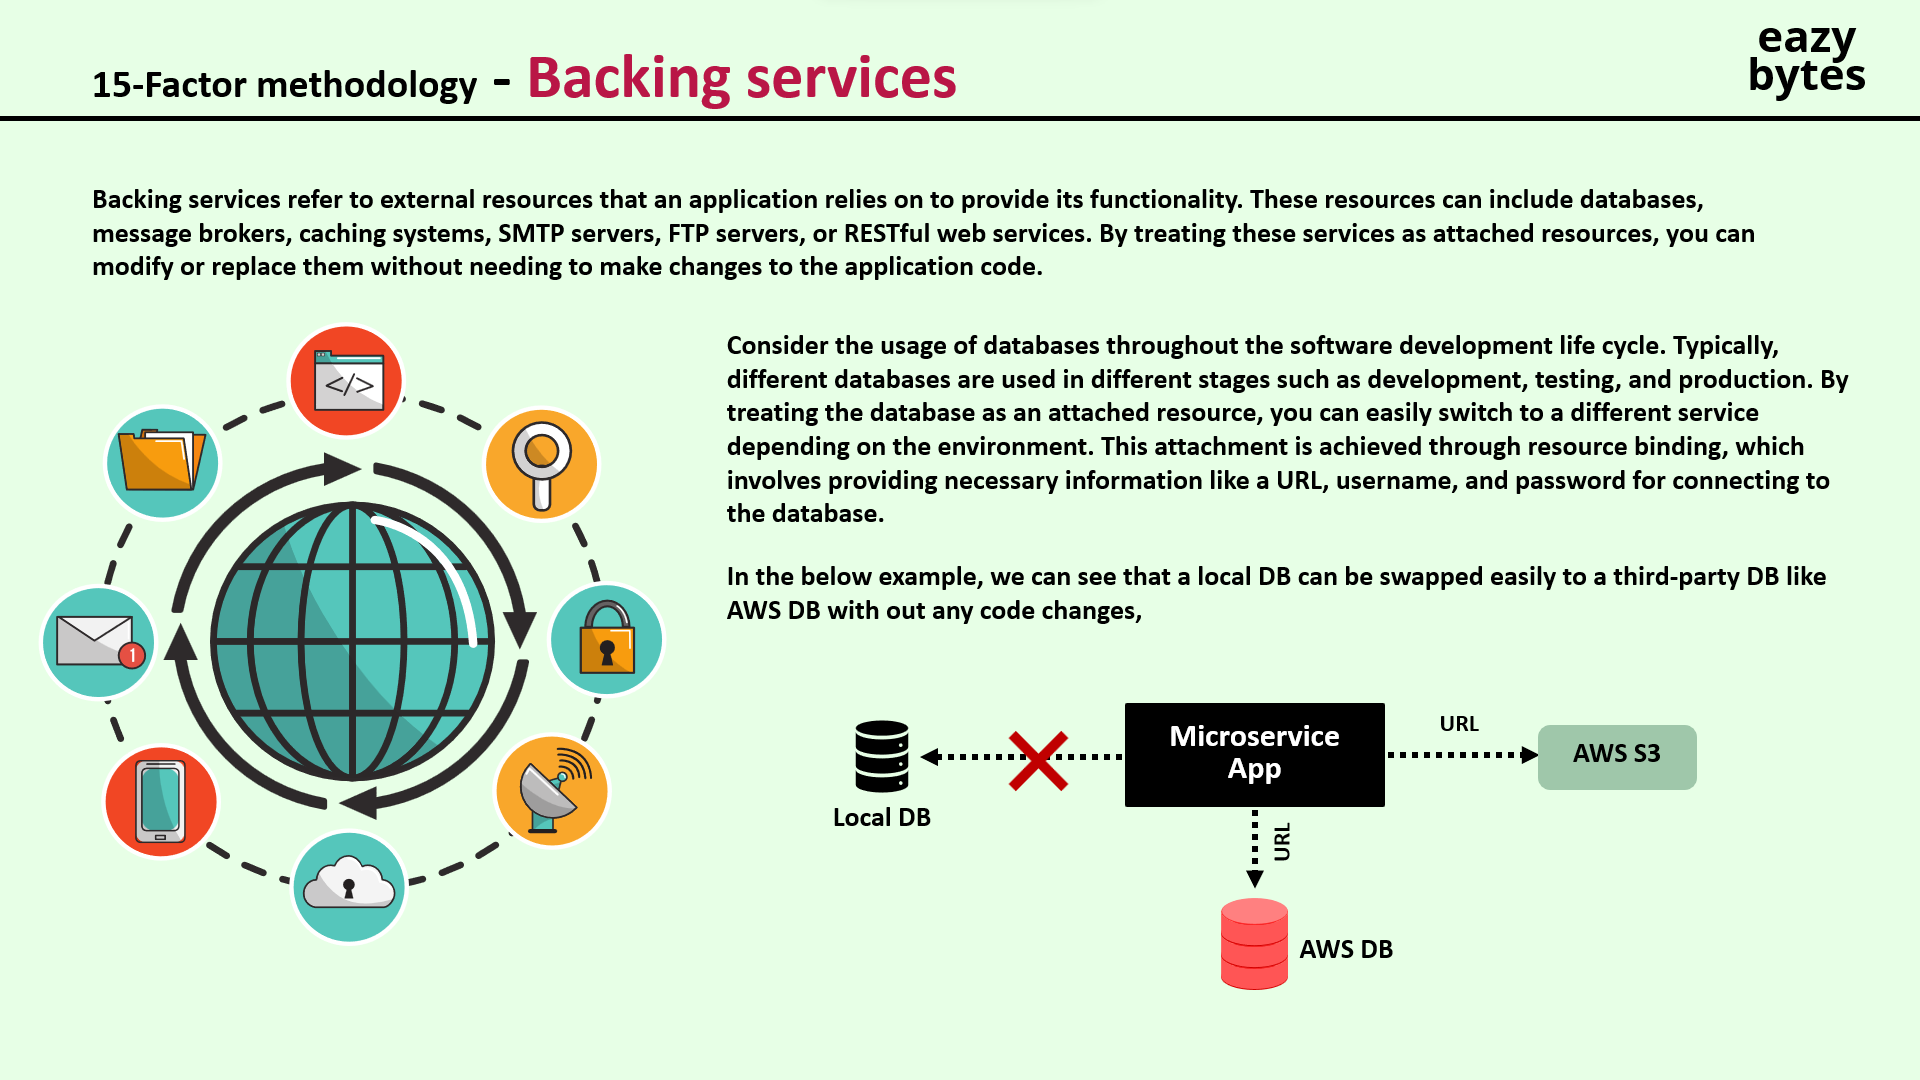 eazy
bytes
15-Factor methodology - Backing services
Backing services refer to external resources that an application relies on to provide its functionality. These resources can include databases,
message brokers, caching systems, SMTP servers, FTP servers, or RESTful web services. By treating these services as attached resources, you can
modify or replace them without needing to make changes to the application code.
Consider the usage of databases throughout the software development life cycle. Typically,
different databases are used in different stages such as development, testing, and production. By
treating the database as an attached resource, you can easily switch to a different service
depending on the environment. This attachment is achieved through resource binding, which
involves providing necessary information like a URL, username, and password for connecting to
the database.
In the below example, we can see that a local DB can be swapped easily to a third-party DB like
AWS DB with out any code changes,
</>
1
Local DB
Microservice
App
URL
AWS S3
URL
AWS DB